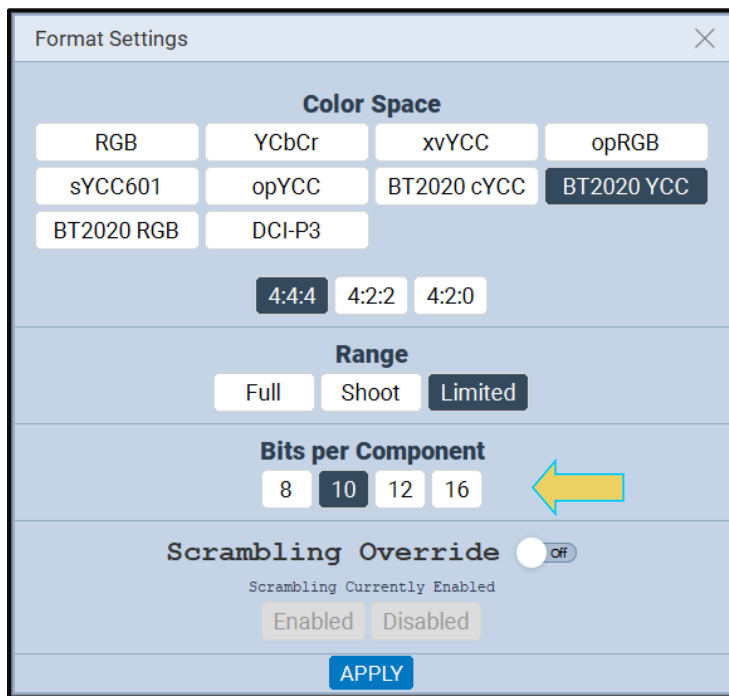 Format Settings
Color Space
RGB YCbCr xvYCC opRGB
sYCC601 opYCC BT2020 cYCC BT2020 YCC
BT2020 RGB DCI-P3
4:4:4 4:2:2 4:2:0
Range
Full Shoot Limited
Bits per Component
8 10 12 16
Scrambling Override Off
Scrambling Currently Enabled
Enabled Disabled
APPLY